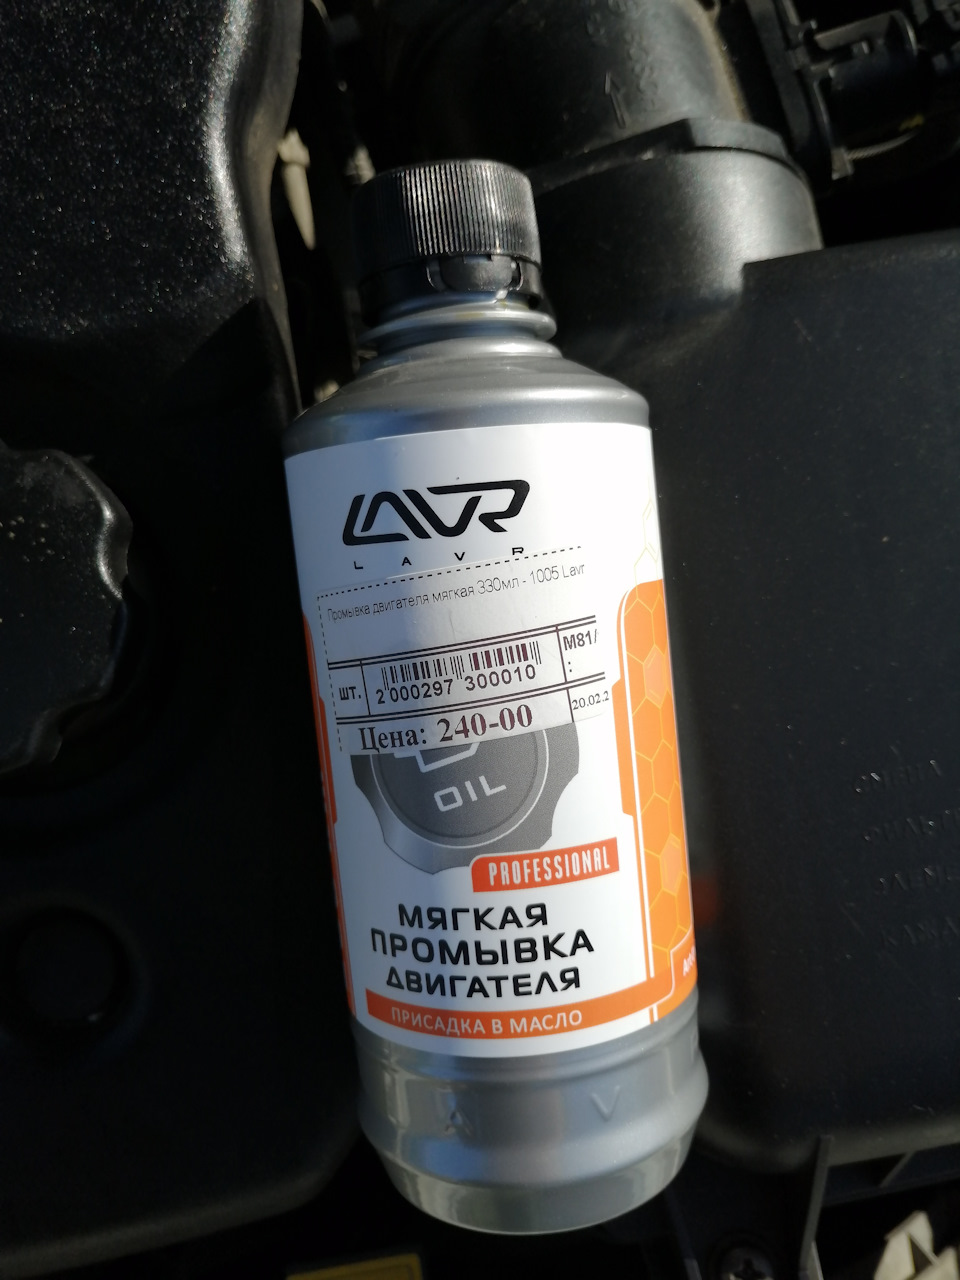 LAVR
LAVR
Промывка двигателя мягкая 330мл - 1005 Lavr
шт.
2 000297 300010
M81/
:
Цена: 240-00
20.02.2
OIL
PROFESSIONAL
МЯГКАЯ
ПРОМЫВКА
ДВИГАТЕЛЯ
ПРИСАДКА В МАСЛО
A V